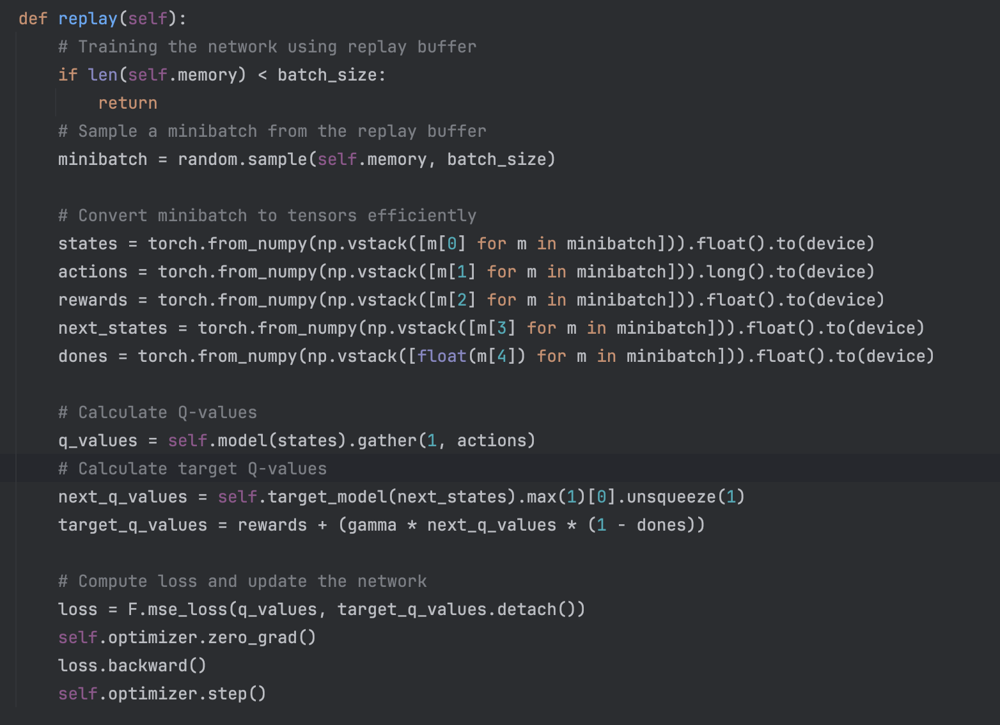 def replay(self):
    # Training the network using replay buffer
    if len(self.memory) < batch_size:
        return
    # Sample a minibatch from the replay buffer
    minibatch = random.sample(self.memory, batch_size)

    # Convert minibatch to tensors efficiently
    states = torch.from_numpy(np.vstack([m[0] for m in minibatch])).float().to(device)
    actions = torch.from_numpy(np.vstack([m[1] for m in minibatch])).long().to(device)
    rewards = torch.from_numpy(np.vstack([m[2] for m in minibatch])).float().to(device)
    next_states = torch.from_numpy(np.vstack([m[3] for m in minibatch])).float().to(device)
    dones = torch.from_numpy(np.vstack([float(m[4]) for m in minibatch])).float().to(device)

    # Calculate Q-values
    q_values = self.model(states).gather(1, actions)
    # Calculate target Q-values
    next_q_values = self.target_model(next_states).max(1)[0].unsqueeze(1)
    target_q_values = rewards + (gamma * next_q_values * (1 - dones))

    # Compute loss and update the network
    loss = F.mse_loss(q_values, target_q_values.detach())
    self.optimizer.zero_grad()
    loss.backward()
    self.optimizer.step()